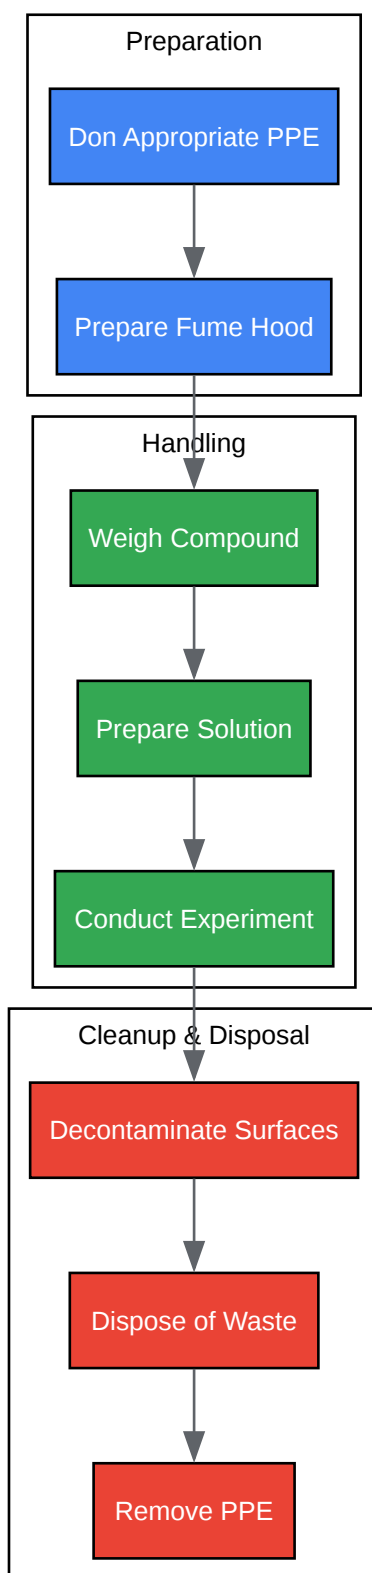 Preparation
Don Appropriate PPE
Prepare Fume Hood
Handling
Weigh Compound
Prepare Solution
Conduct Experiment
Cleanup & Disposal
Decontaminate Surfaces
Dispose of Waste
Remove PPE